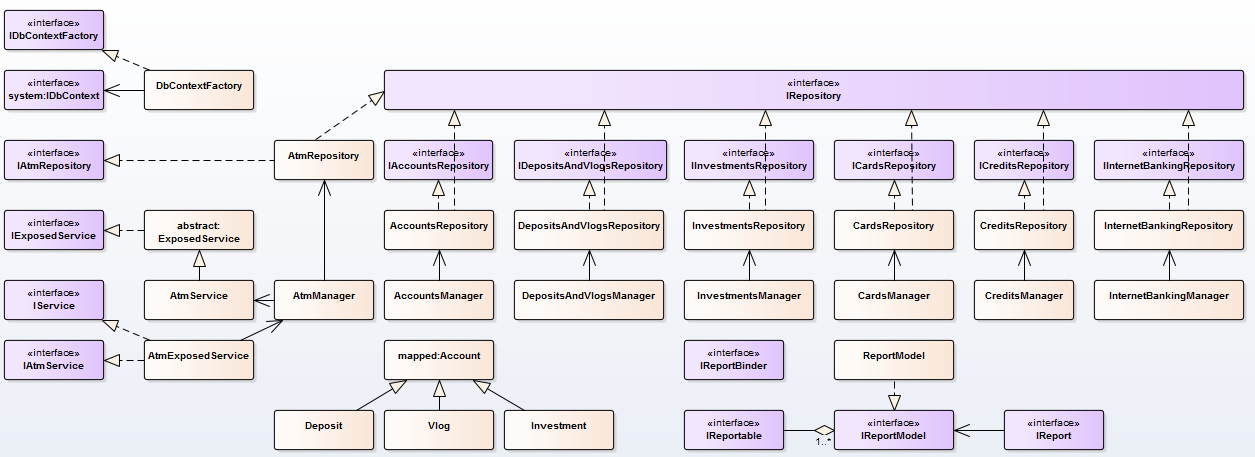 «interface»
IDbContextFactory
«interface»
system:IDbContext
DbContextFactory
«interface»
IRepository
«interface»
IAtmRepository
AtmRepository
«interface»
IAccountsRepository
«interface»
IDepositsAndVlogsRepository
«interface»
IInvestmentsRepository
«interface»
ICardsRepository
«interface»
ICreditsRepository
«interface»
IInternetBankingRepository
«interface»
IExposedService
abstract:
ExposedService
AccountsRepository
DepositsAndVlogsRepository
InvestmentsRepository
CardsRepository
CreditsRepository
InternetBankingRepository
«interface»
IService
AtmService
AtmManager
AccountsManager
DepositsAndVlogsManager
InvestmentsManager
CardsManager
CreditsManager
InternetBankingManager
«interface»
IAtmService
AtmExposedService
mapped:Account
«interface»
IReportBinder
ReportModel
Deposit
Vlog
Investment
«interface»
IReportable
1..*
«interface»
IReportModel
«interface»
IReport